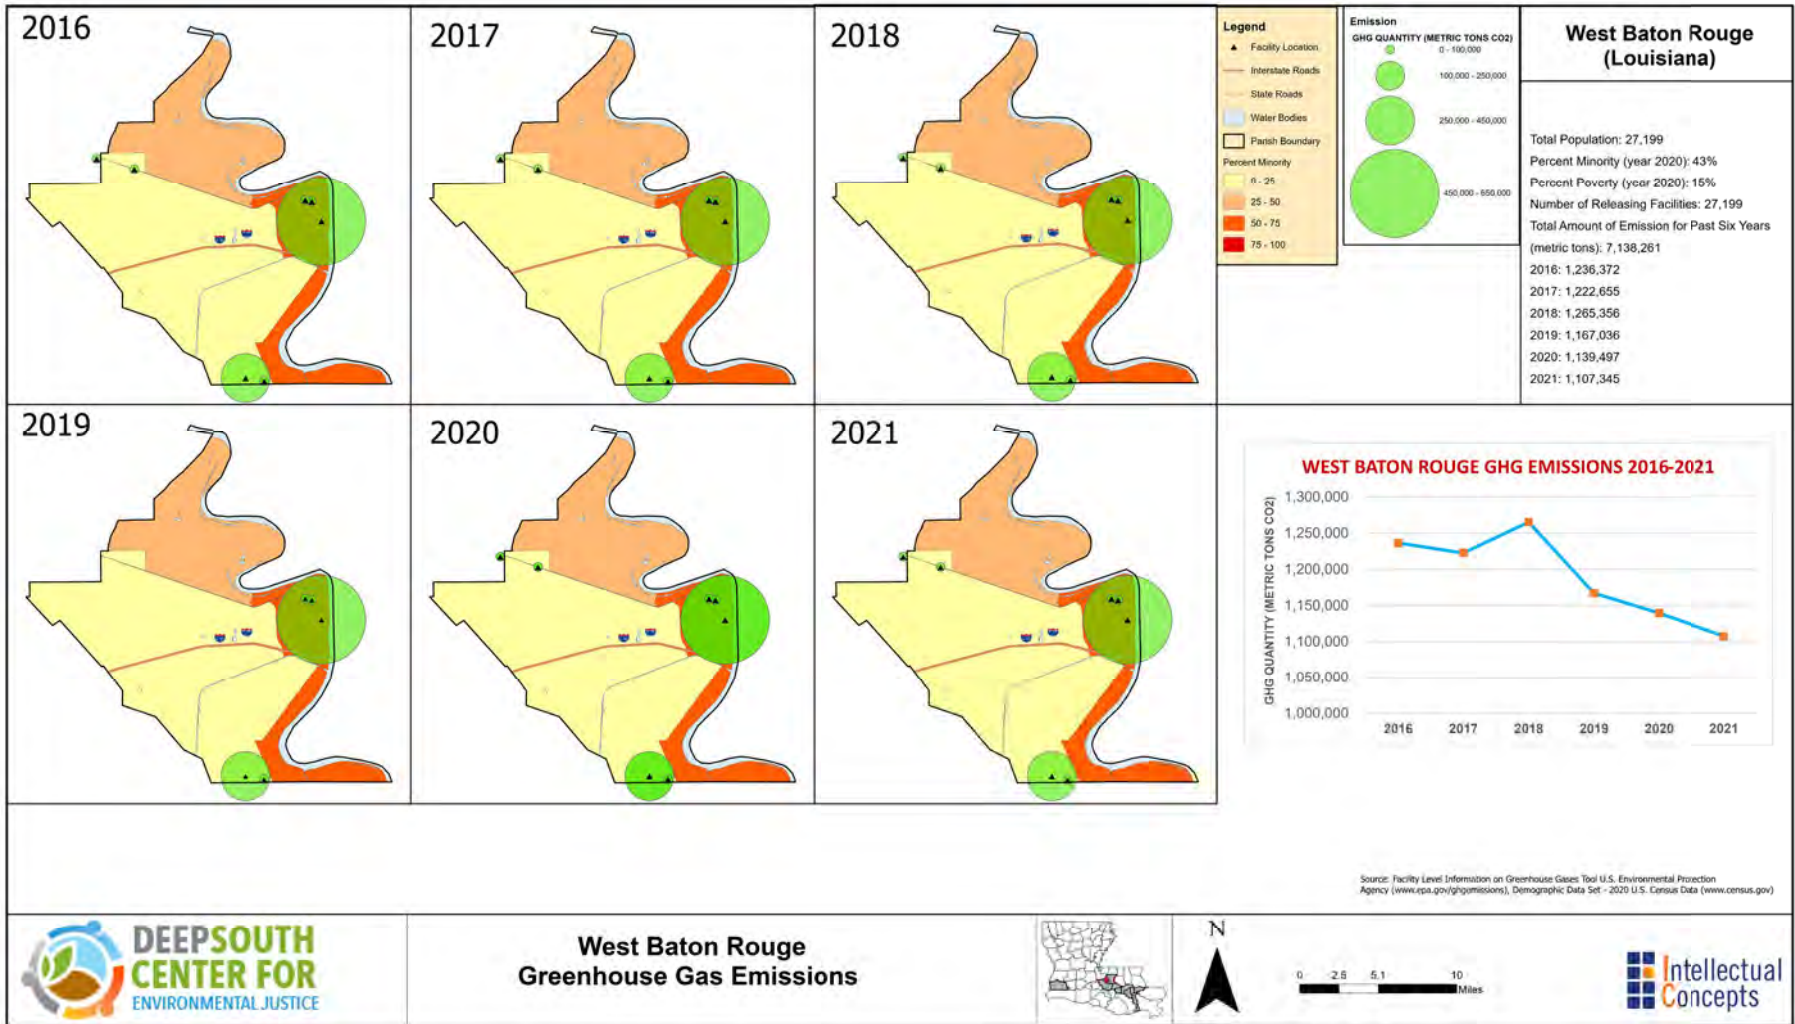 2016
2017
2018
Legend
Facility Location
Interstate Roads
State Roads
Water Bodies
Parish Boundary
Percent Minority
0 - 25
25 - 50
50 - 75
75 - 100
Emission
GHG QUANTITY (METRIC TONS CO2)
0 - 100,000
100,000 - 250,000
250,000 - 450,000
450,000 - 650,000
West Baton Rouge
(Louisiana)
Total Population: 27,199
Percent Minority (year 2020): 43%
Percent Poverty (year 2020): 15%
Number of Releasing Facilities: 27,199
Total Amount of Emission for Past Six Years
(metric tons): 7,138,261
2016: 1,236,372
2017: 1,222,655
2018: 1,265,356
2019: 1,167,036
2020: 1,139,497
2021: 1,107,345
2019
2020
2021
WEST BATON ROUGE GHG EMISSIONS 2016-2021
GHG QUANTITY (METRIC TONS CO2)
1,300,000
1,250,000
1,200,000
1,150,000
1,100,000
1,050,000
1,000,000
2016 2017 2018 2019 2020 2021
Source: Facility Level Information on Greenhouse Gases Tool U.S. Environmental Protection
Agency (www.epa.gov/ghgemissions), Demographic Data Set - 2020 U.S. Census Data (www.census.gov)
DEEPSOUTH
CENTER FOR
ENVIRONMENTAL JUSTICE
West Baton Rouge
Greenhouse Gas Emissions
N
0 2.5 5.1 10
Miles
Intellectual
Concepts